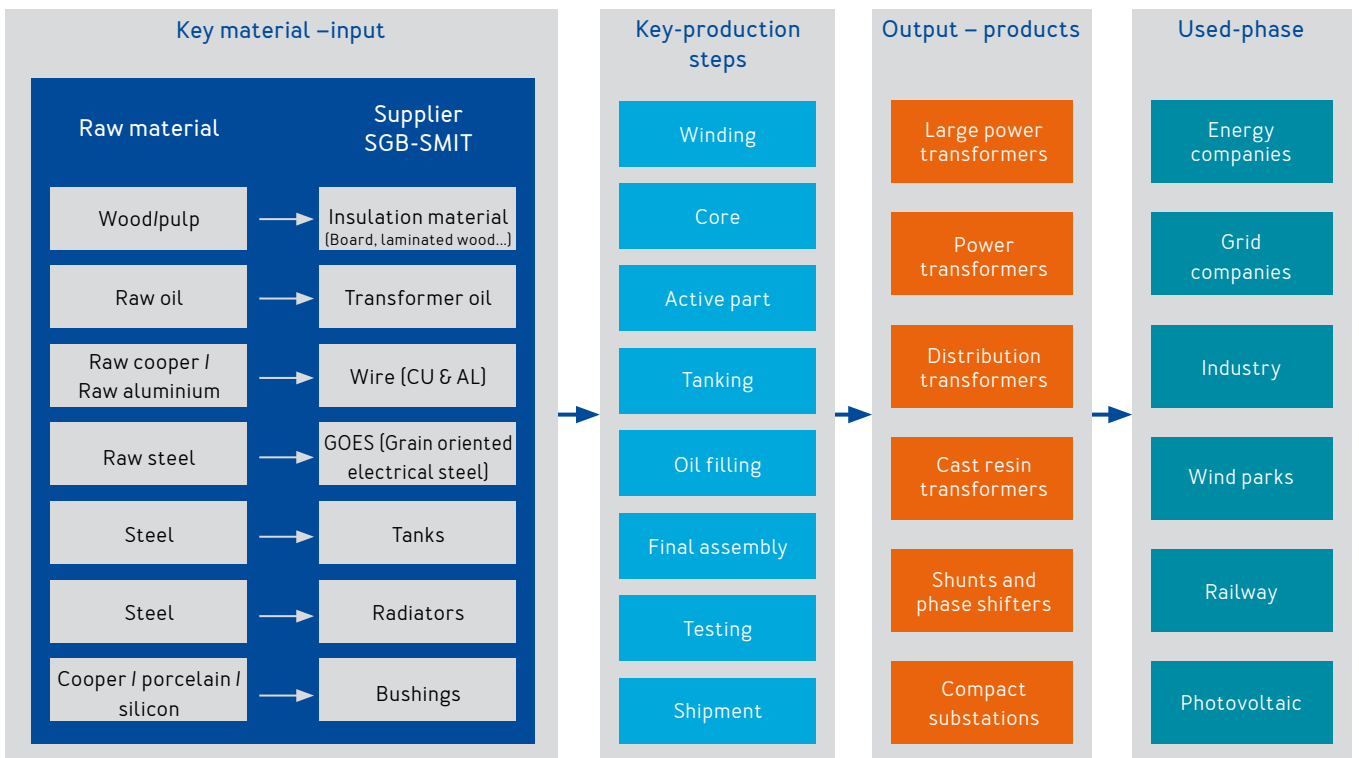 Key material –input
Raw material
Supplier
SGB-SMIT
Wood/pulp
Insulation material
(Board, laminated wood...)
Raw oil
Transformer oil
Raw cooper /
Raw aluminium
Wire (CU & AL)
Raw steel
GOES (Grain oriented
electrical steel)
Steel
Tanks
Steel
Radiators
Cooper / porcelain /
silicon
Bushings
Key-production
steps
Winding
Core
Active part
Tanking
Oil filling
Final assembly
Testing
Shipment
Output – products
Large power
transformers
Power
transformers
Distribution
transformers
Cast resin
transformers
Shunts and
phase shifters
Compact
substations
Used-phase
Energy
companies
Grid
companies
Industry
Wind parks
Railway
Photovoltaic